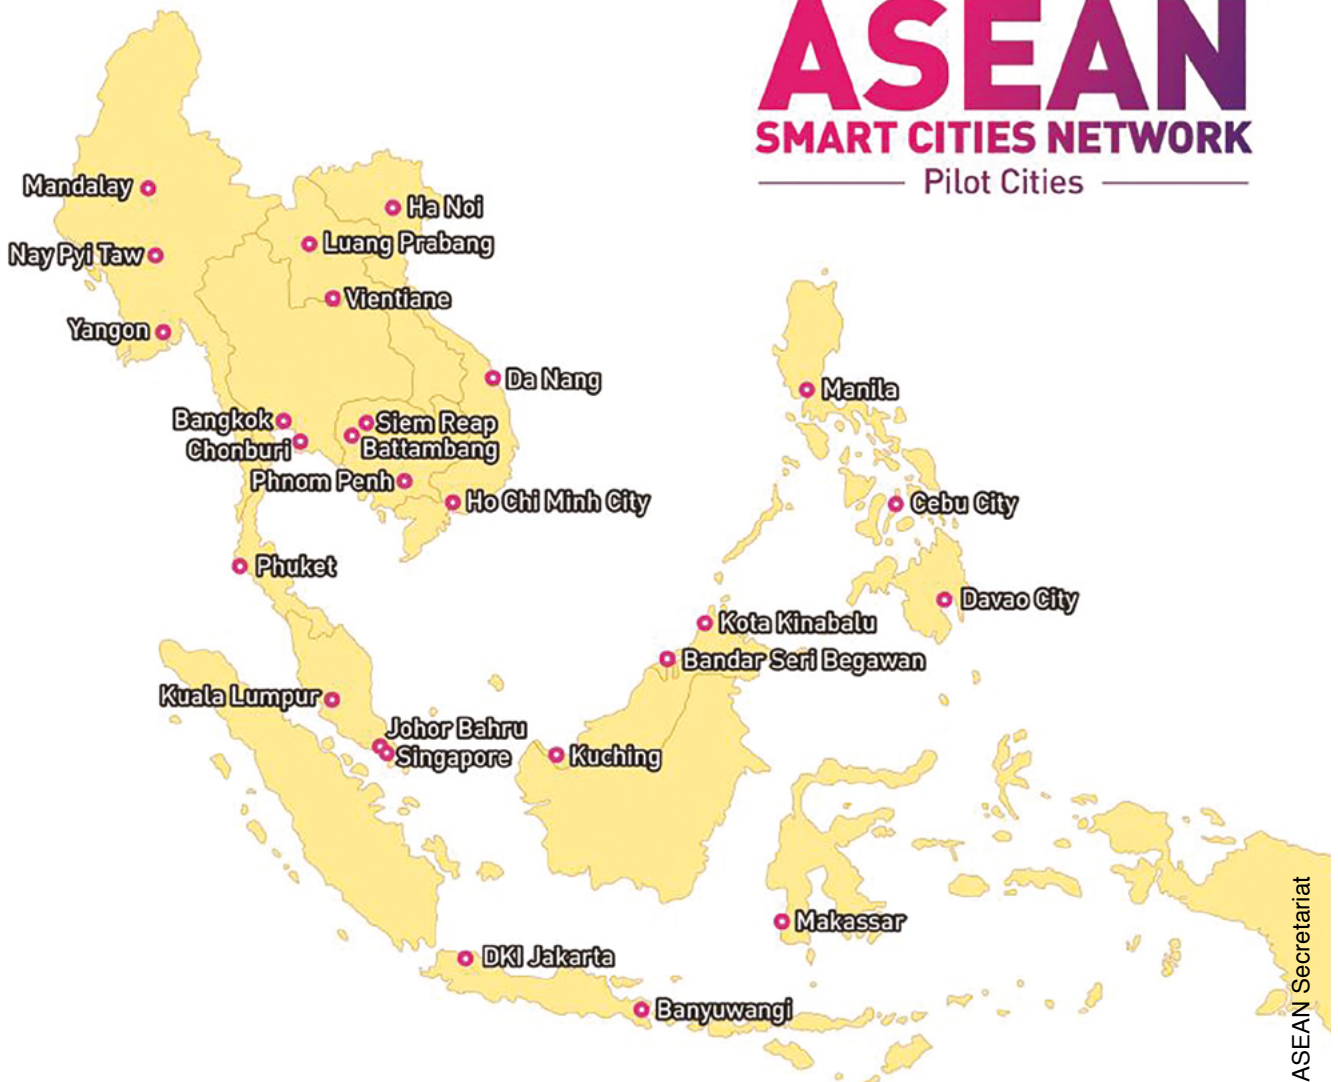 ASEAN
SMART CITIES NETWORK
Pilot Cities
Mandalay
Ha Noi
Luang Prabang
Nay Pyi Taw
Vientiane
Yangon
Da Nang
Manila
Bangkok
Siem Reap
Chonburi
Battambang
Phnom Penh
Ho Chi Minh City
Cebu City
Phuket
Davao City
Kota Kinabalu
Bandar Seri Begawan
Kuala Lumpur
Johor Bahru
Singapore
Kuching
Makassar
DKI Jakarta
Banyuwangi
ASEAN Secretariat